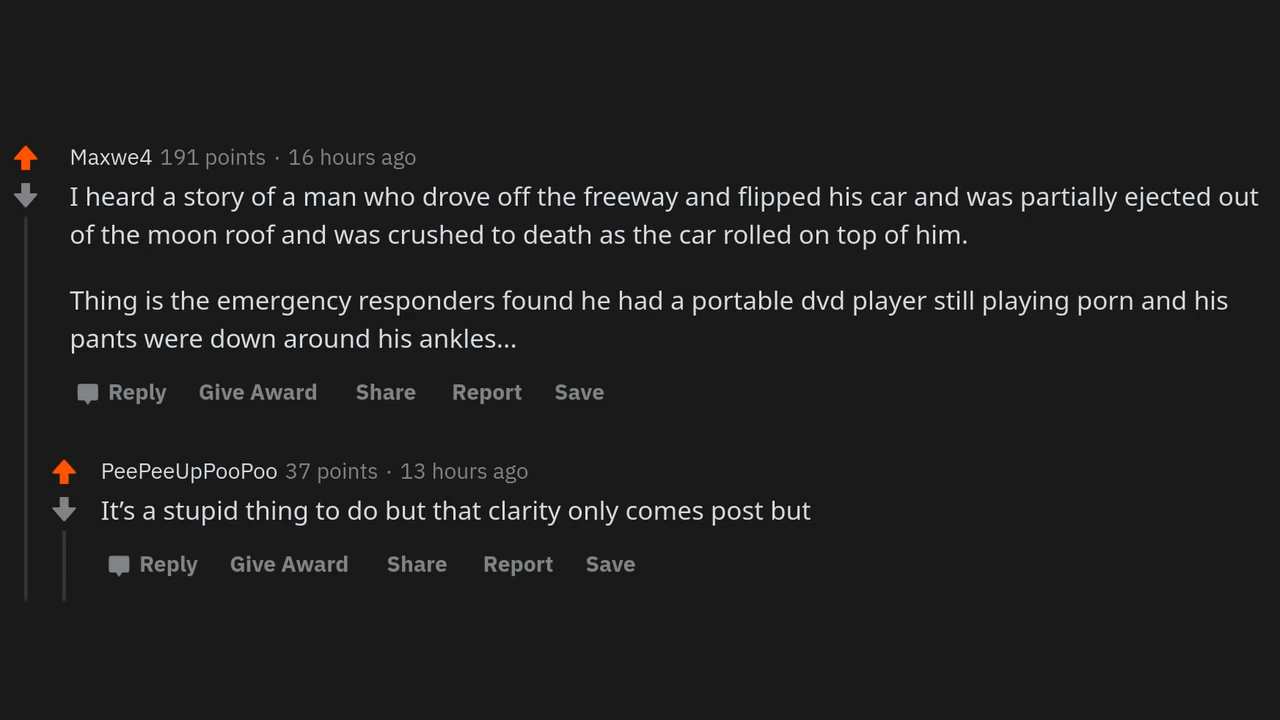 Maxwe4 191 points · 16 hours ago
I heard a story of a man who drove off the freeway and flipped his car and was partially ejected out
of the moon roof and was crushed to death as the car rolled on top of him.
Thing is the emergency responders found he had a portable dvd player still playing porn and his
pants were down around his ankles...
Reply Give Award Share Report Save
PeePeeUpPooPoo 37 points · 13 hours ago
It’s a stupid thing to do but that clarity only comes post but
Reply Give Award Share Report Save